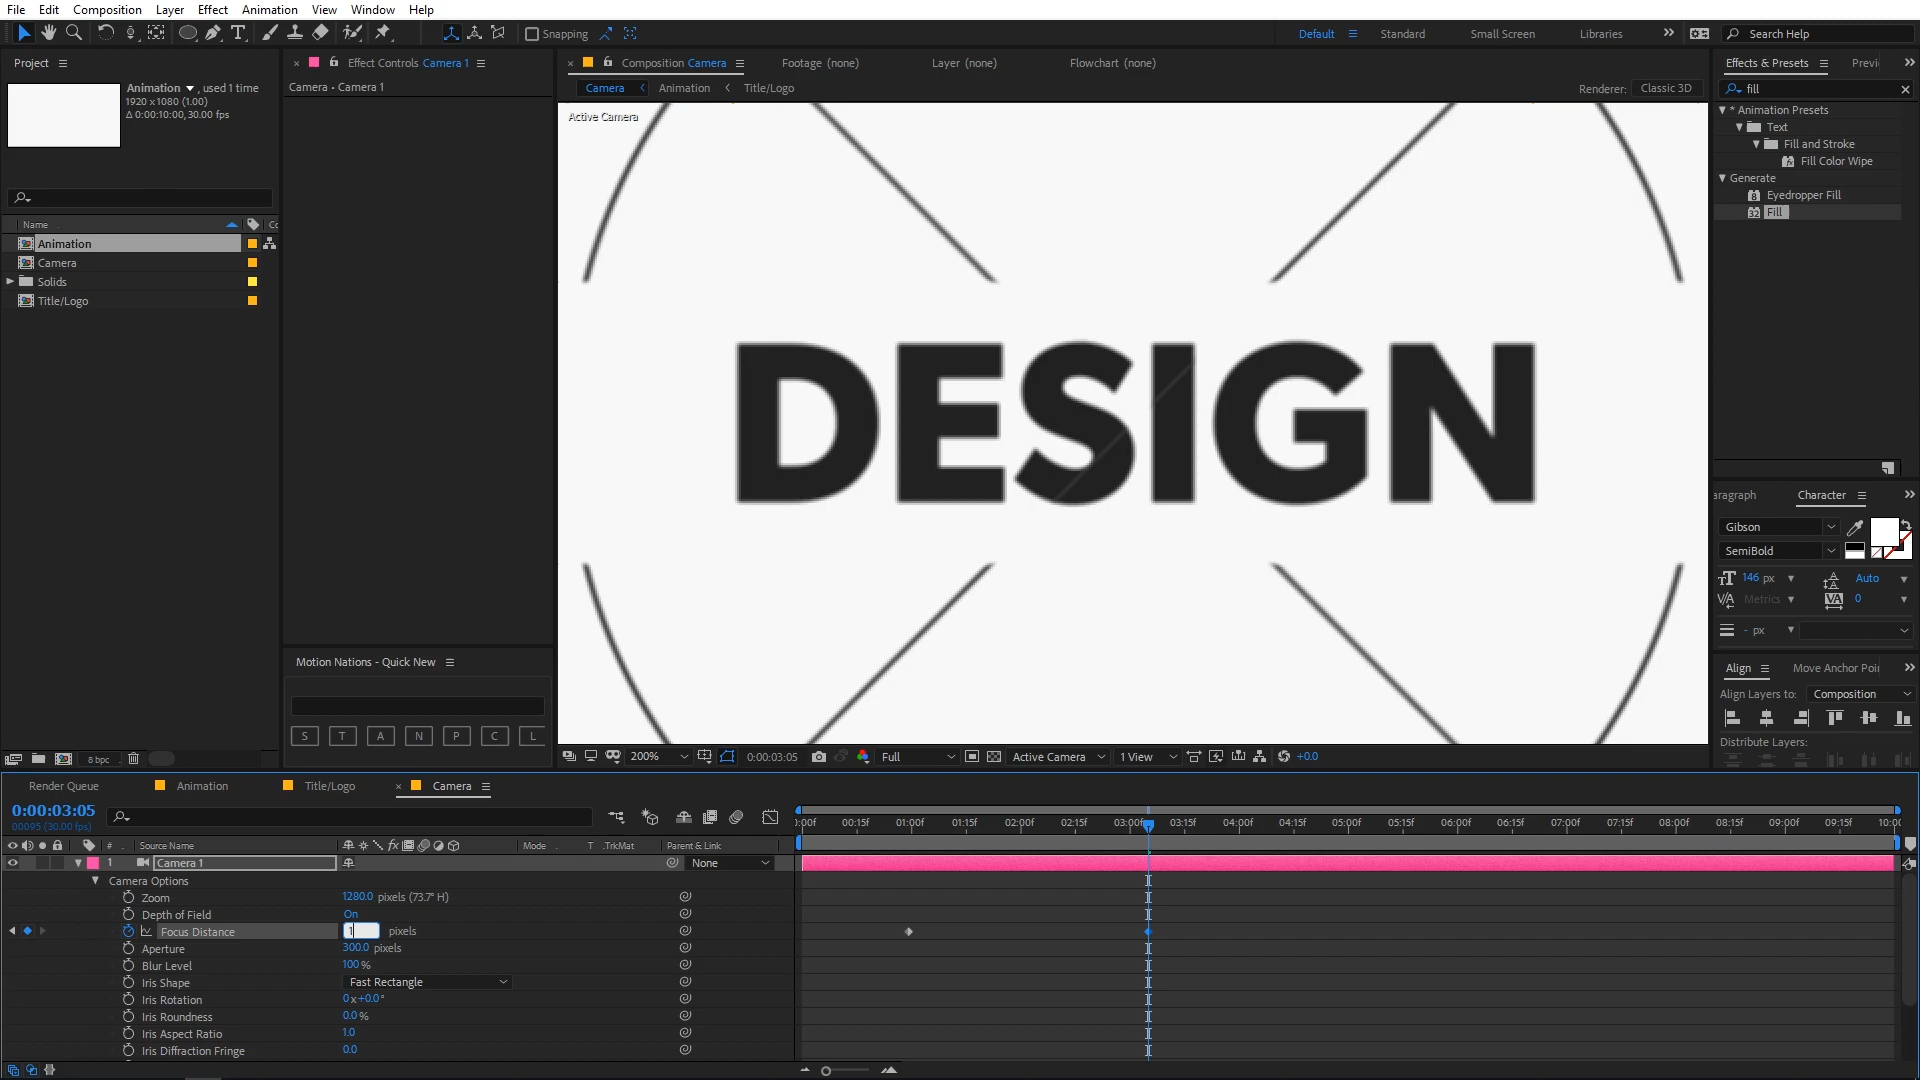 File Edit Composition Layer Effect Animation View Window Help
Snapping
Default Standard Small Screen Libraries Search Help
Project
Animation , used 1 time
1920 x 1080 (1.00)
Δ 0:00:10:00, 30.00 fps
Name
Animation
Camera
Solids
Title/Logo
8 bpc
Effect Controls Camera 1
Camera • Camera 1
Motion Nations - Quick New
S T A N P C L
Composition Camera Footage (none) Layer (none) Flowchart (none)
Camera Animation Title/Logo Renderer: Classic 3D
Active Camera
DESIGN
200% 0:00:03:05 Full Active Camera 1 View +0.0
Effects & Presets Previ
fill
* Animation Presets
Text
Fill and Stroke
Fill Color Wipe
Generate
Eyedropper Fill
Fill
aragraph Character
Gibson
SemiBold
146 px Auto
Metrics 0
- px
Align Move Anchor Poi
Align Layers to: Composition
Distribute Layers:
Render Queue Animation Title/Logo Camera
0:00:03:05
00095 (30.00 fps)
:00f 00:15f 01:00f 01:15f 02:00f 02:15f 03:00f 03:15f 04:00f 04:15f 05:00f 05:15f 06:00f 06:15f 07:00f 07:15f 08:00f 08:15f 09:00f 09:15f 10:00
# Source Name Mode T .TrkMat Parent & Link
1 Camera 1 None
Camera Options
Zoom 1280.0 pixels (73.7° H)
Depth of Field On
Focus Distance 1 pixels
Aperture 300.0 pixels
Blur Level 100 %
Iris Shape Fast Rectangle
Iris Rotation 0 x +0.0 °
Iris Roundness 0.0 %
Iris Aspect Ratio 1.0
Iris Diffraction Fringe 0.0